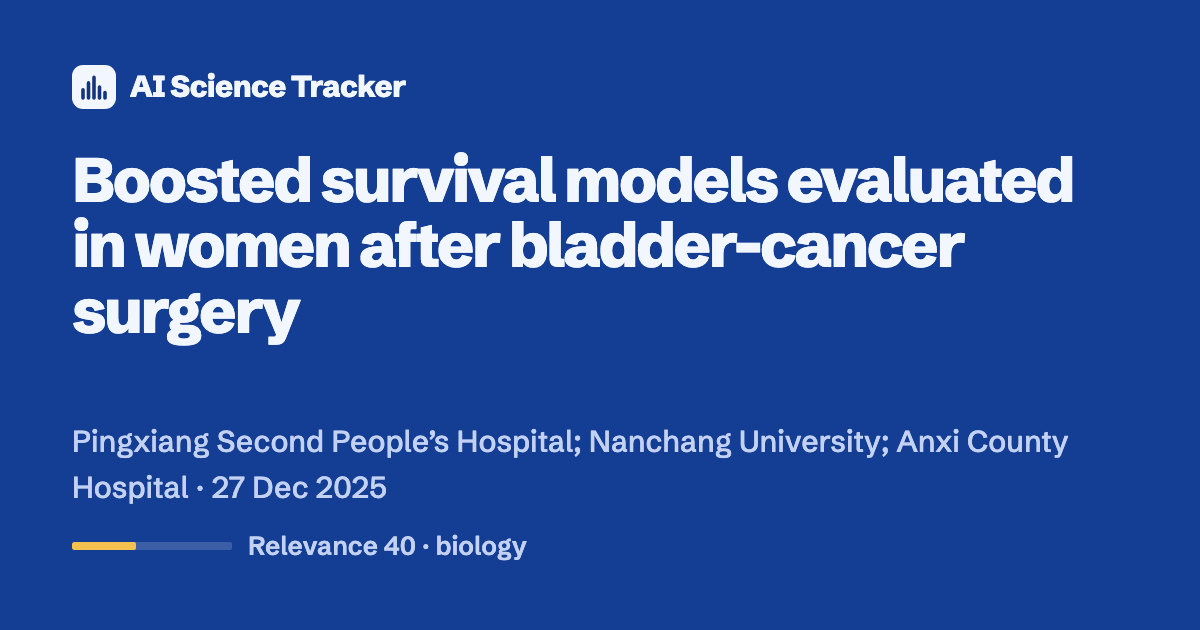 AI Science Tracker
Boosted survival models evaluated
in women after bladder-cancer
surgery
Pingxiang Second People’s Hospital; Nanchang University; Anxi County
Hospital · 27 Dec 2025
Relevance 40 · biology